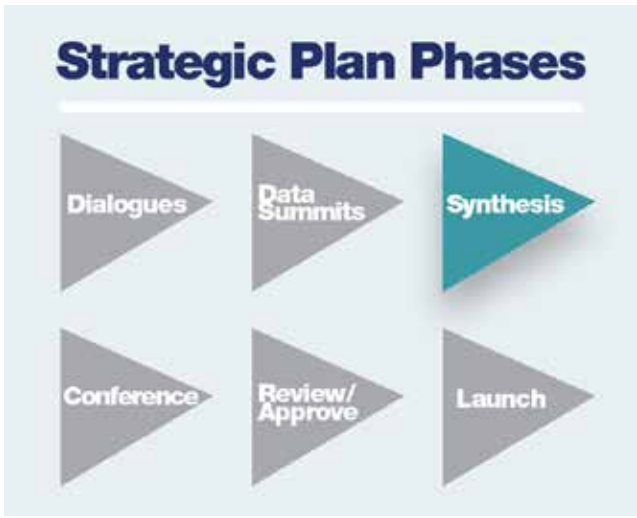 Strategic Plan Phases
Dialogues
Data
Summits
Synthesis
Conference
Review/
Approve
Launch